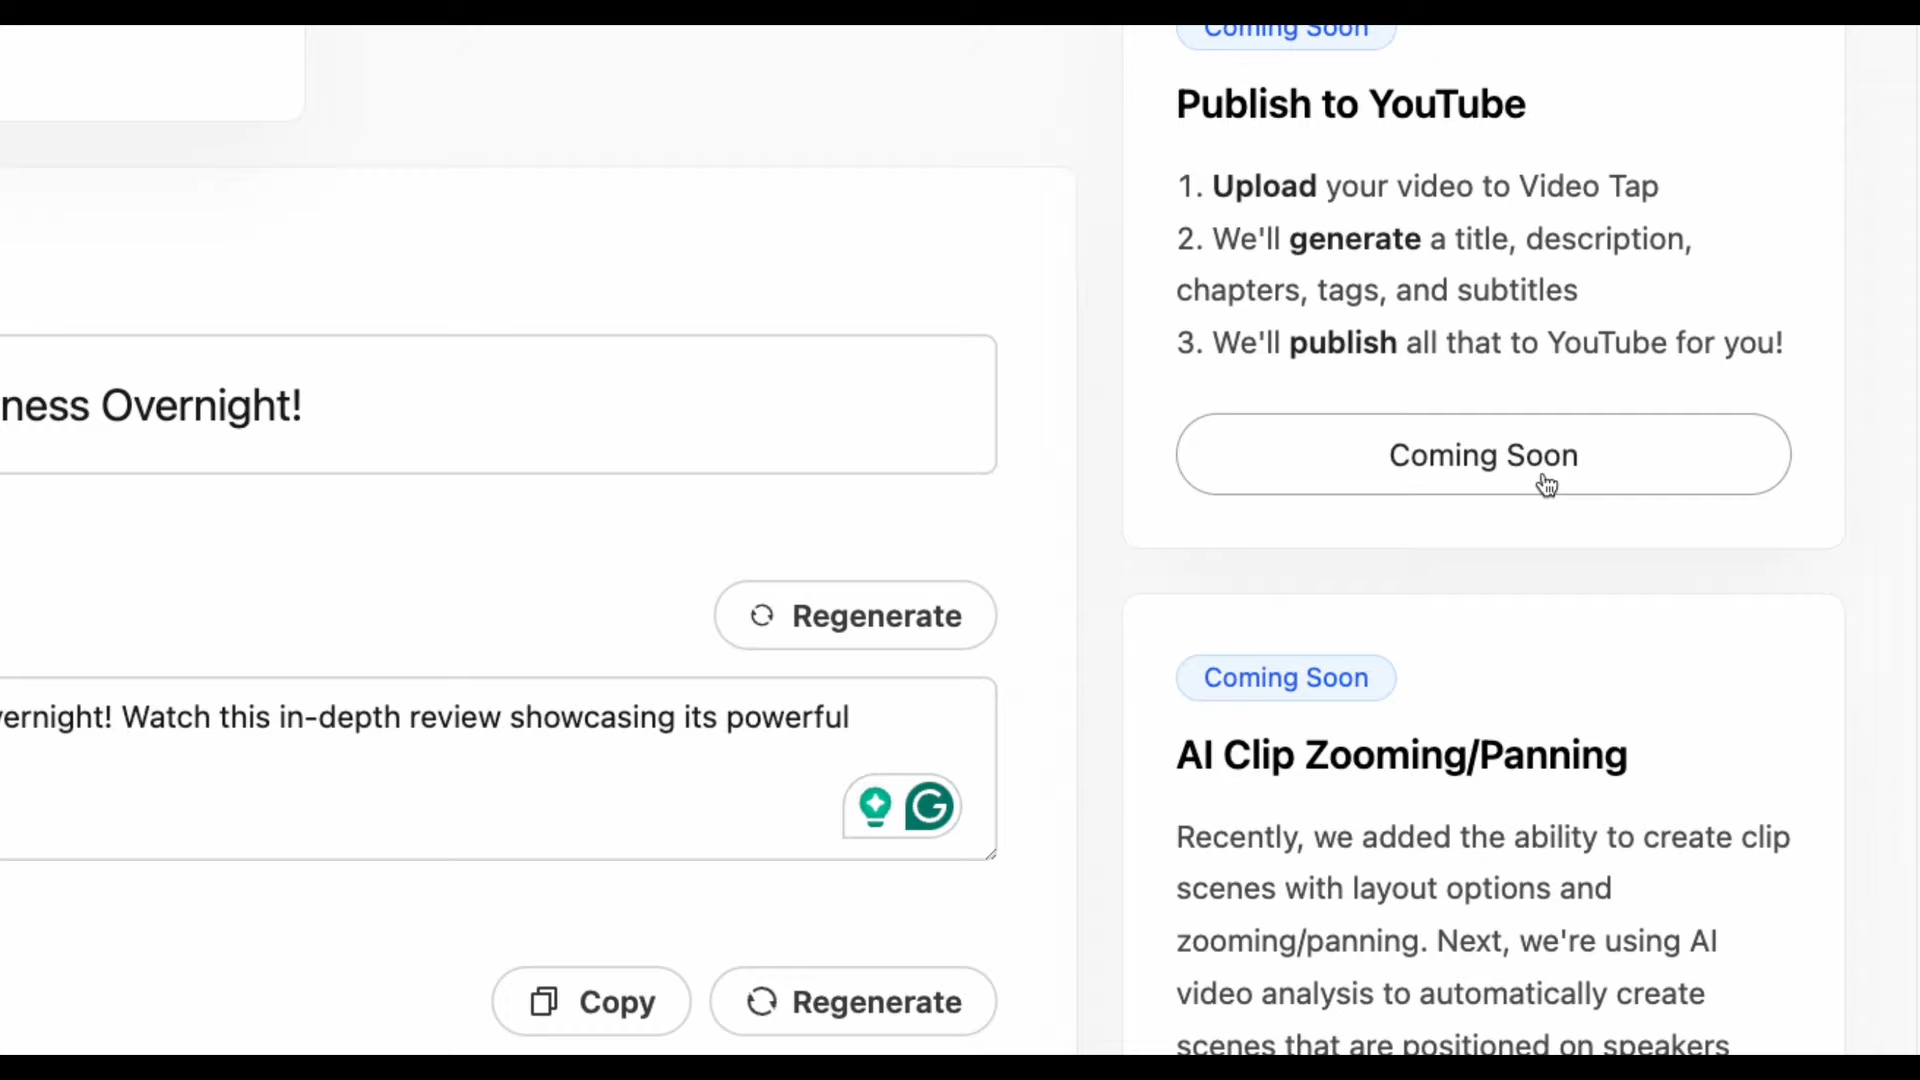 Coming Soon
Publish to YouTube
1. Upload your video to Video Tap
2. We'll generate a title, description,
chapters, tags, and subtitles
3. We'll publish all that to YouTube for you!
Coming Soon
ness Overnight!
Regenerate
vernight! Watch this in-depth review showcasing its powerful
Copy
Regenerate
Coming Soon
AI Clip Zooming/Panning
Recently, we added the ability to create clip
scenes with layout options and
zooming/panning. Next, we're using AI
video analysis to automatically create
scenes that are positioned on speakers